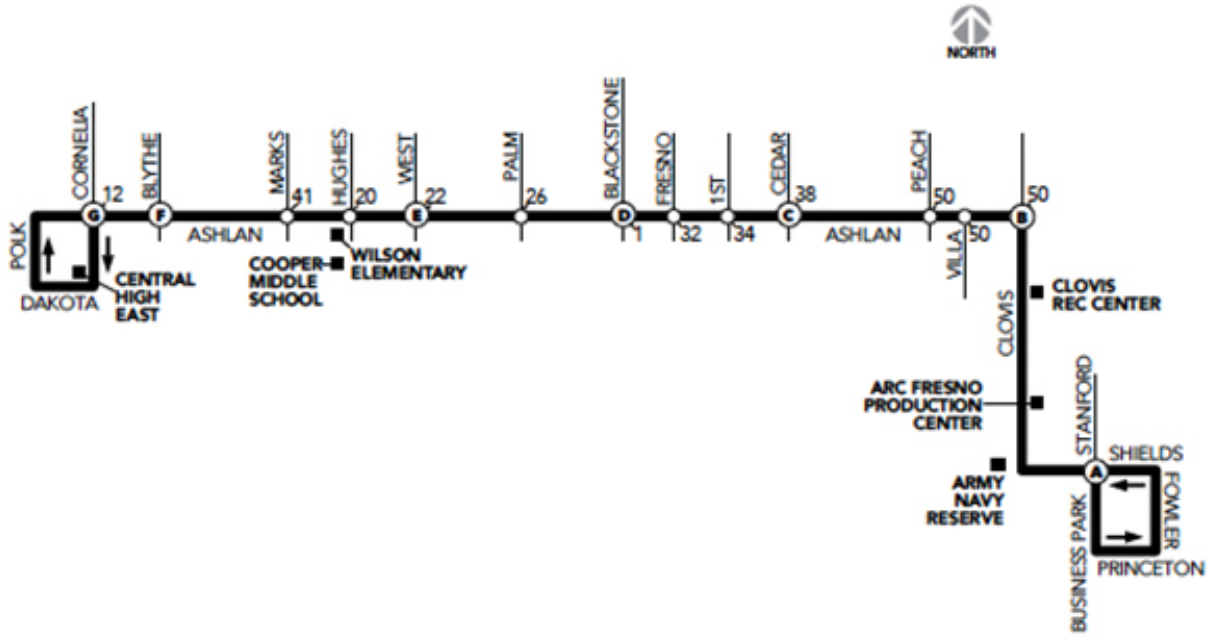 NORTH
CORNELIA
BLYTHE
MARKS
HUGHES
WEST
PALM
BLACKSTONE
FRESNO
1ST
CEDAR
PEACH
12
41
20
22
26
38
50
50
G
F
E
D
C
B
POLK
ASHLAN
1
32
34
ASHLAN
VILLA
50
WILSON
ELEMENTARY
COOPER
MIDDLE
SCHOOL
CENTRAL
HIGH
EAST
DAKOTA
CLOVIS
CLOVIS
REC CENTER
ARC FRESNO
PRODUCTION
CENTER
STANFORD
SHIELDS
A
ARMY
NAVY
RESERVE
FOWLER
BUSINESS PARK
PRINCETON